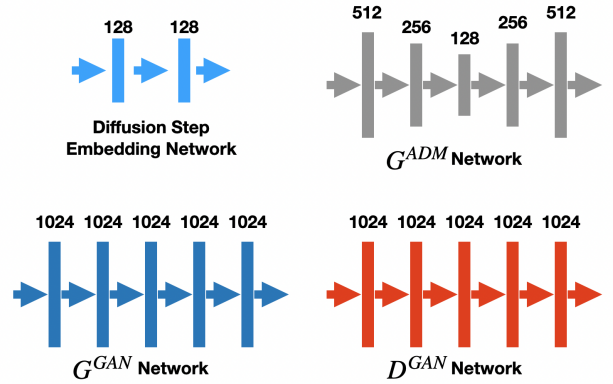 128 128
Diffusion Step
Embedding Network
512 256 128 256 512
G^{ADM} Network
1024 1024 1024 1024 1024
G^{GAN} Network
1024 1024 1024 1024 1024
D^{GAN} Network